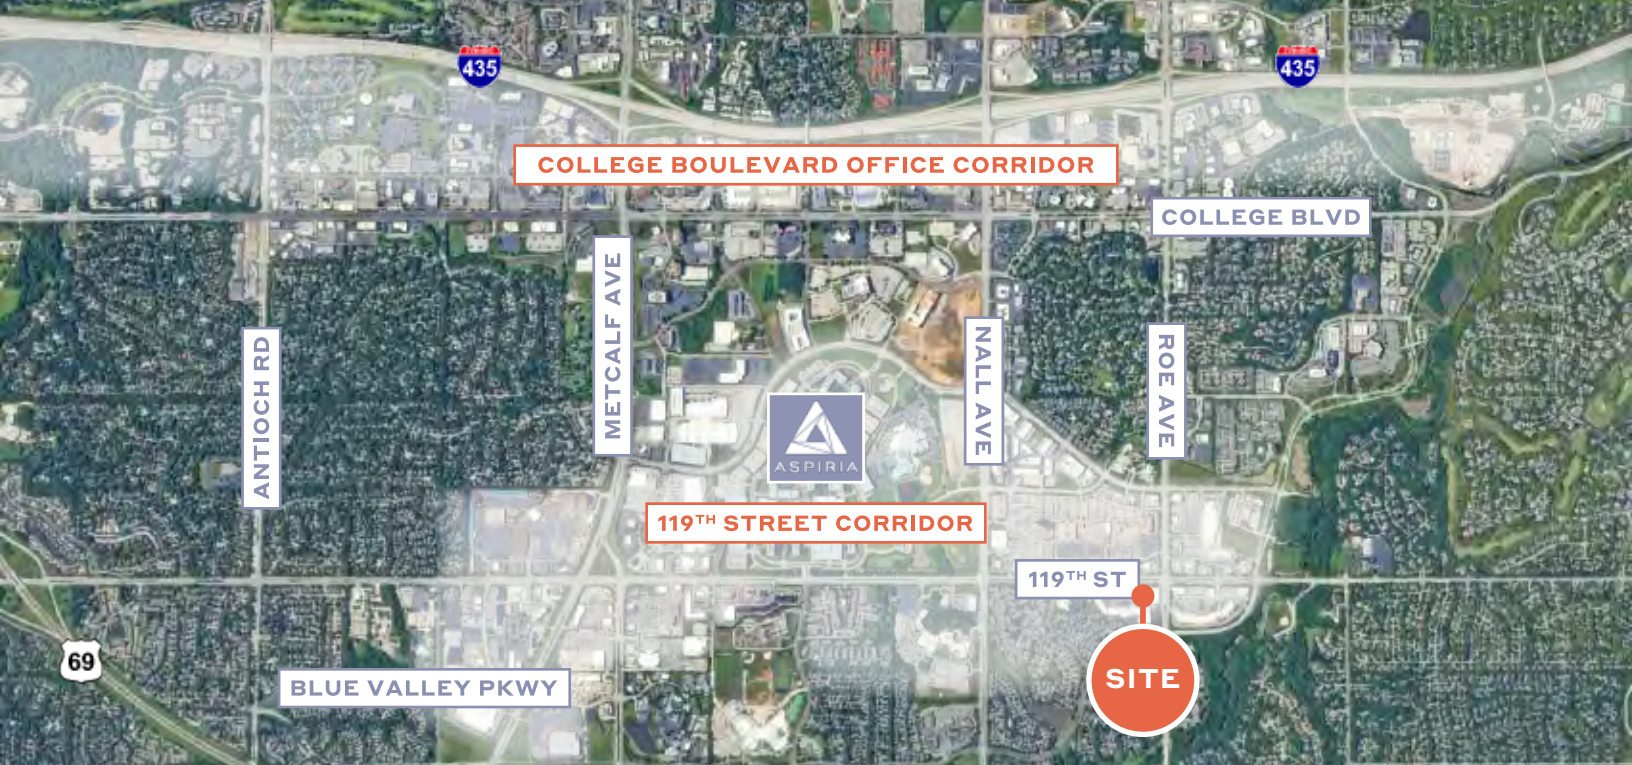 435
435
COLLEGE BOULEVARD OFFICE CORRIDOR
COLLEGE BLVD
METCALF AVE
NALL AVE
ROE AVE
ANTIOCH RD
ASPIRIA
119TH STREET CORRIDOR
119TH ST
69
BLUE VALLEY PKWY
SITE